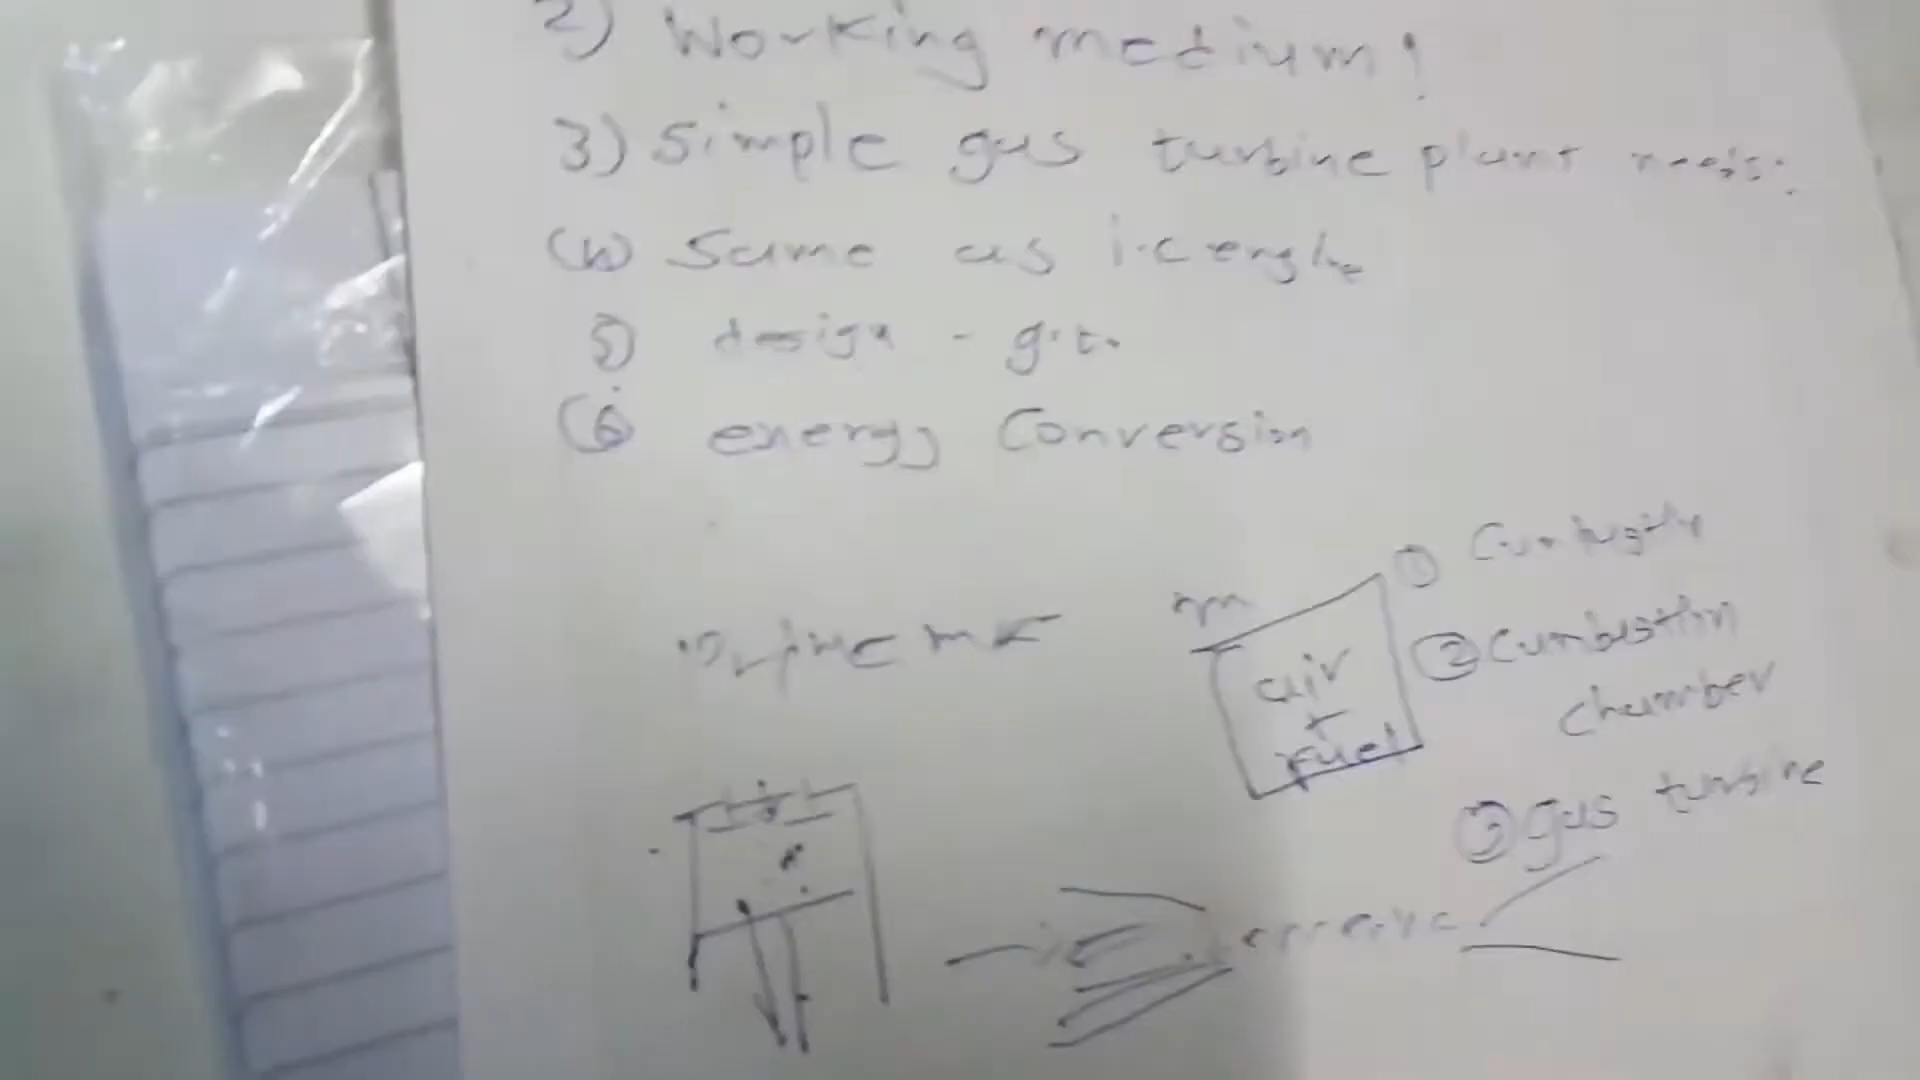 2) Working medium!
3) Simple gas turbine plant needs:
(4) Same as i.c engine
5) design - g.t.
(6) energy Conversion
rpm
air
+
fuel
①
② Combustion
chamber
③ gas turbine